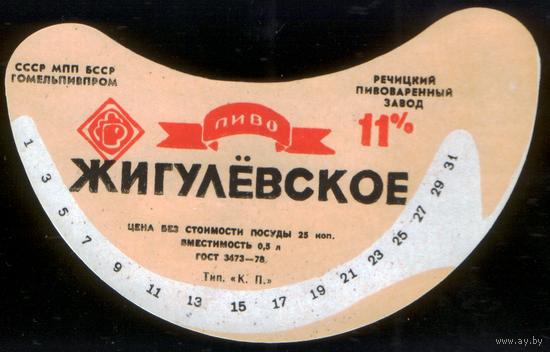 СССР МПП БССР
ГОМЕЛЬПИВПРОМ
РЕЧИЦКИЙ
ПИВОВАРЕННЫЙ
ЗАВОД
ПИВО
11%
ЖИГУЛЁВСКОЕ
ЦЕНА БЕЗ СТОИМОСТИ ПОСУДЫ 25 коп.
ВМЕСТИМОСТЬ 0,5 л
ГОСТ 3473—78.
Тип. «К. П.»
1 3 5 7 9 11 13 15 17 19 21 23 25 27 29 31
www.ay.by